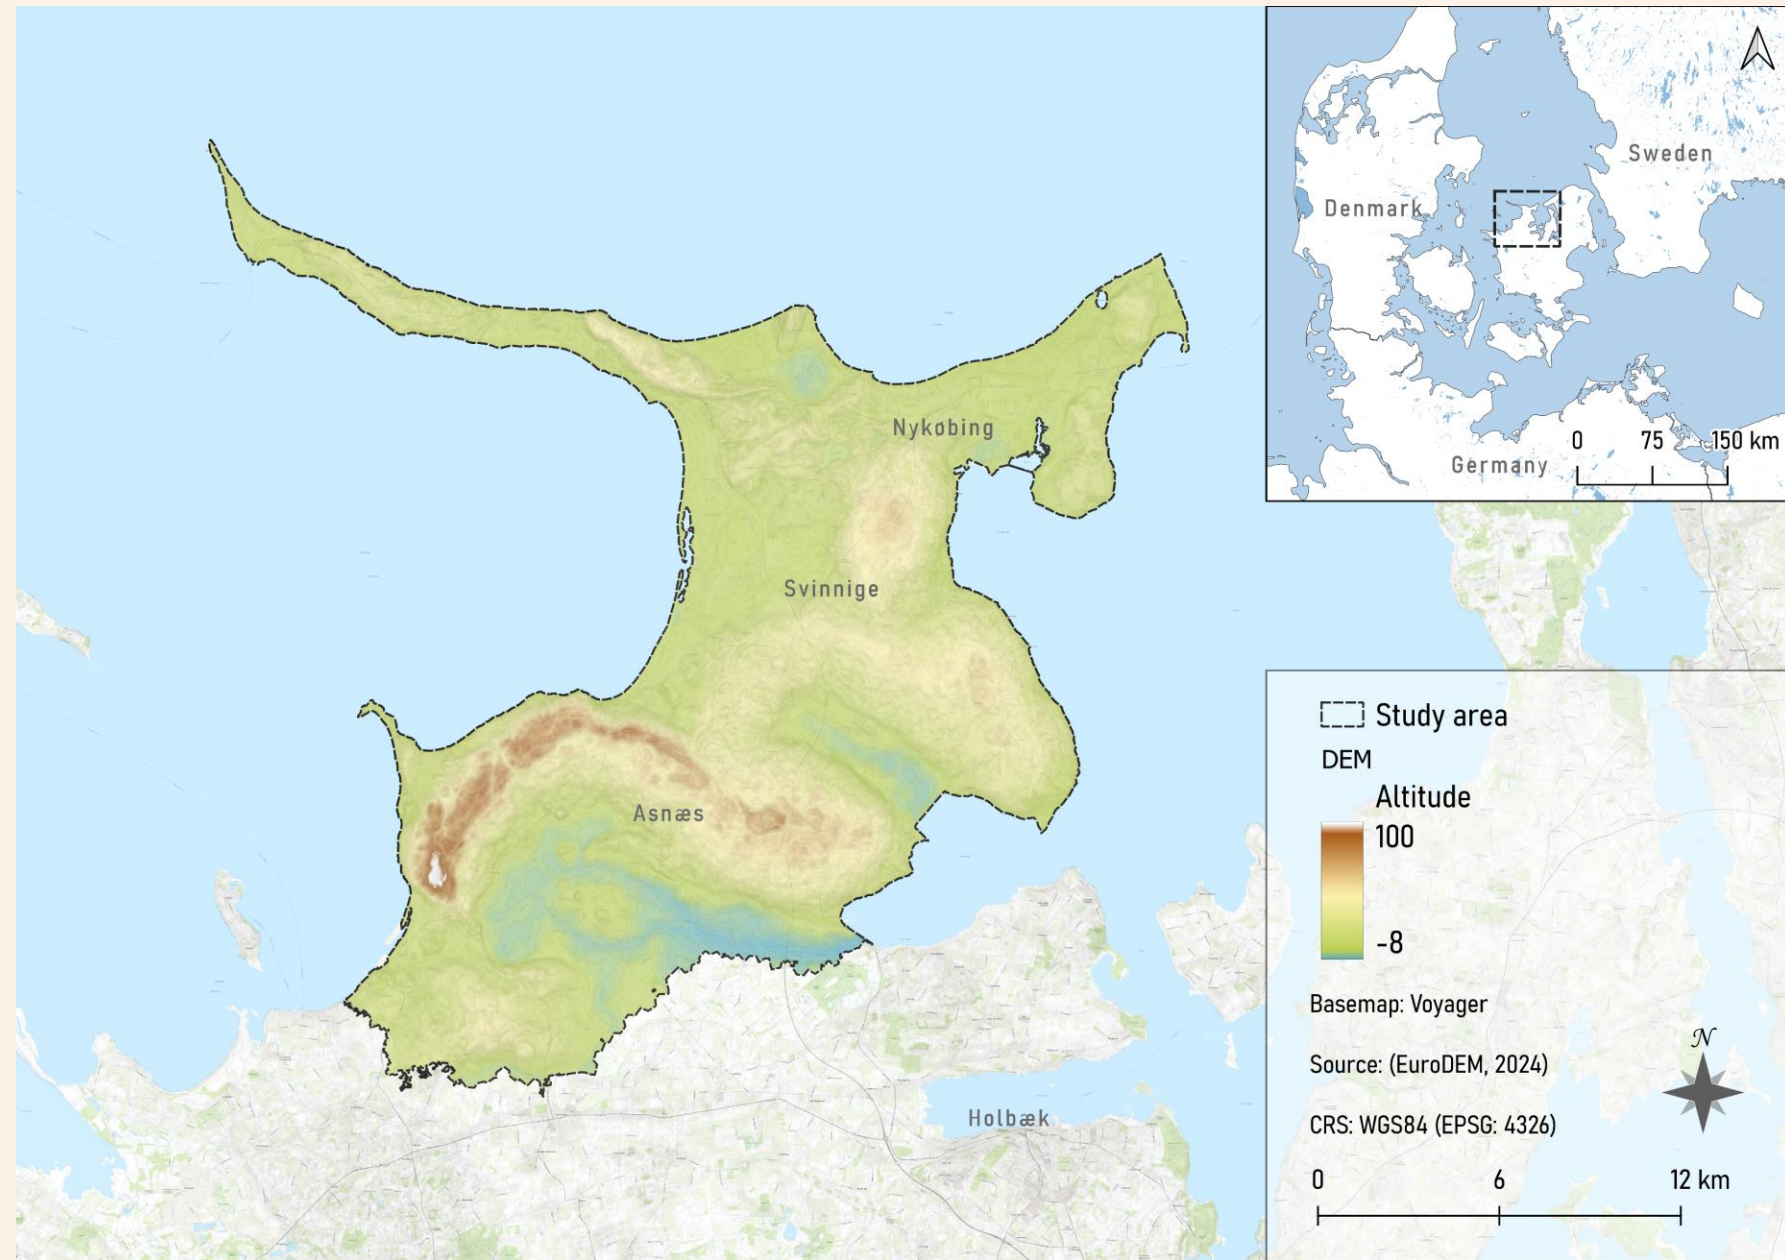 Sweden
Denmark
Germany
0 75 150 km
Nykøbing
Svinnige
Asnæs
Holbæk
Study area
DEM
Altitude
100
-8
Basemap: Voyager
Source: (EuroDEM, 2024)
N
CRS: WGS84 (EPSG: 4326)
0 6 12 km